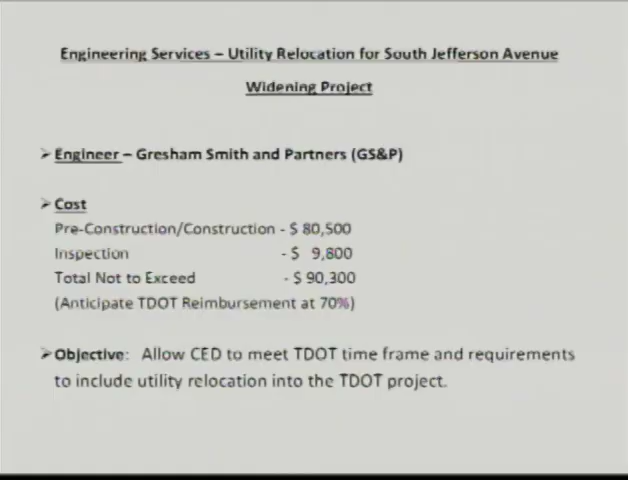 Engineering Services – Utility Relocation for South Jefferson Avenue
Widening Project
➢ Engineer – Gresham Smith and Partners (GS&P)
➢ Cost
Pre-Construction/Construction - $ 80,500
Inspection - $ 9,800
Total Not to Exceed - $ 90,300
(Anticipate TDOT Reimbursement at 70%)
➢ Objective: Allow CED to meet TDOT time frame and requirements
to include utility relocation into the TDOT project.